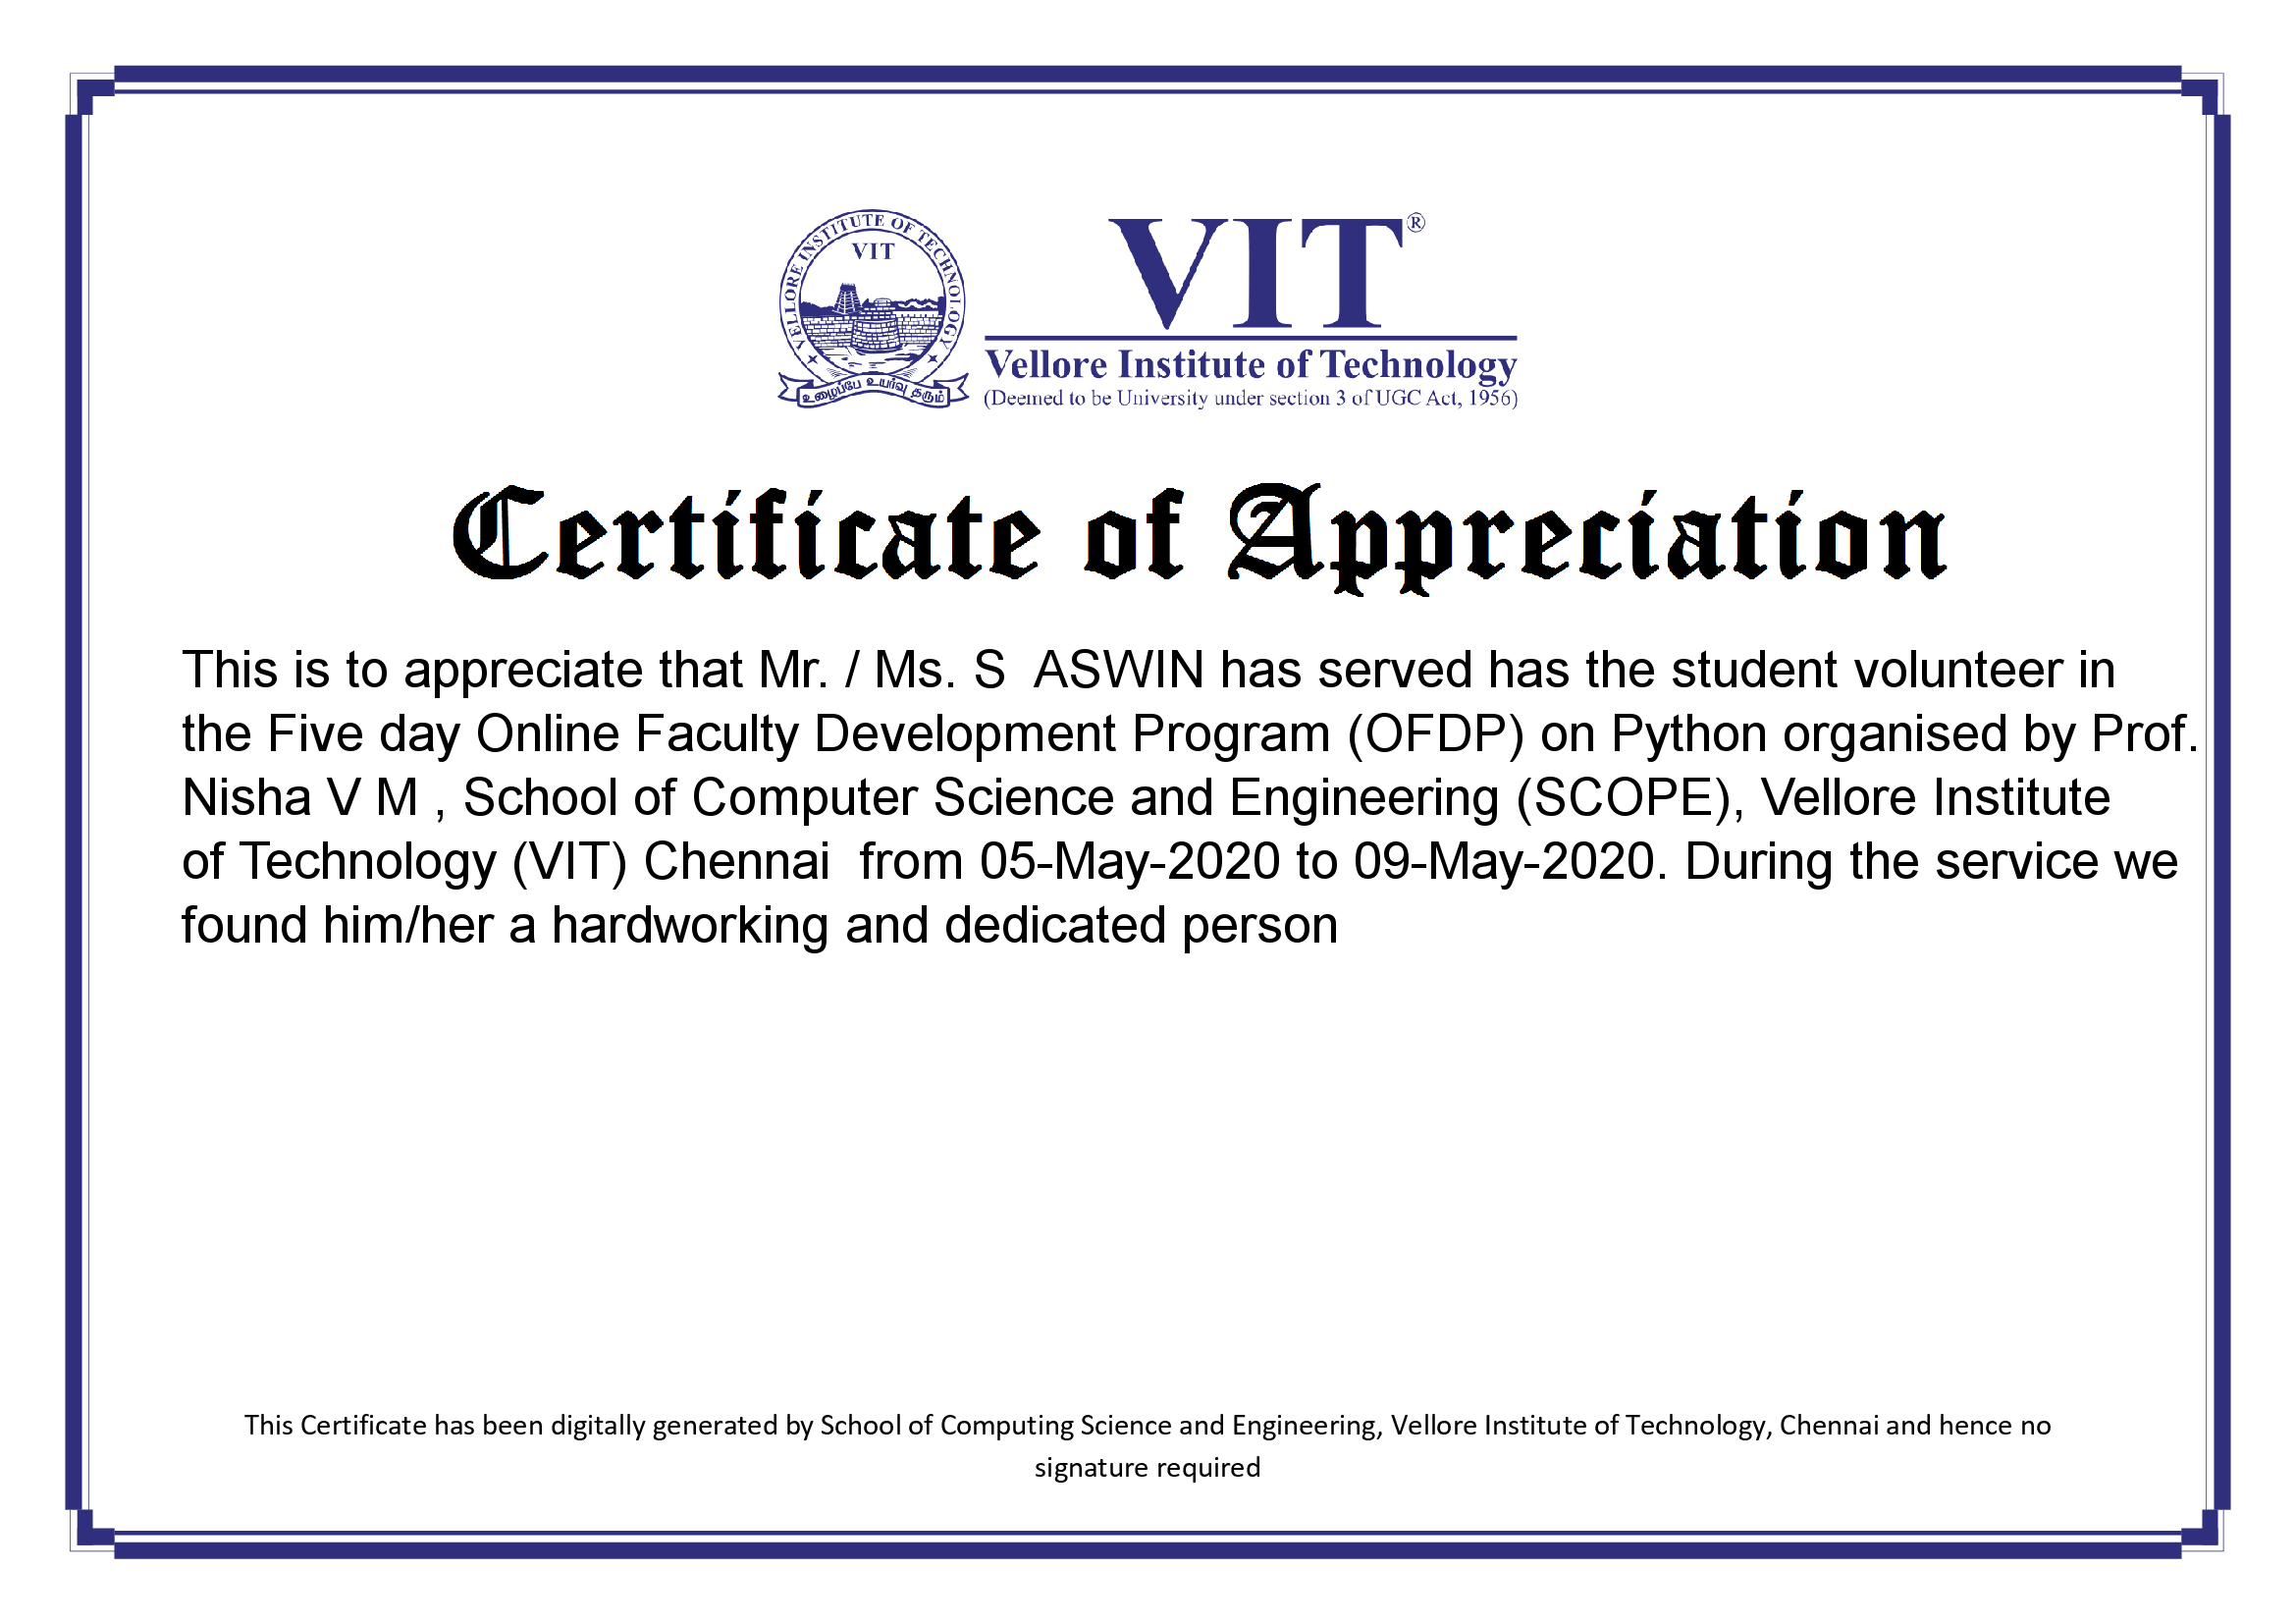 VELLORE INSTITUTE OF TECHNOLOGY
VIT
உழைப்பே உயர்வு தரும்
VIT®
Vellore Institute of Technology
(Deemed to be University under section 3 of UGC Act, 1956)
Certificate of Appreciation
This is to appreciate that Mr. / Ms. S  ASWIN has served has the student volunteer in
the Five day Online Faculty Development Program (OFDP) on Python organised by Prof.
Nisha V M , School of Computer Science and Engineering (SCOPE), Vellore Institute
of Technology (VIT) Chennai  from 05-May-2020 to 09-May-2020. During the service we
found him/her a hardworking and dedicated person
This Certificate has been digitally generated by School of Computing Science and Engineering, Vellore Institute of Technology, Chennai and hence no
signature required